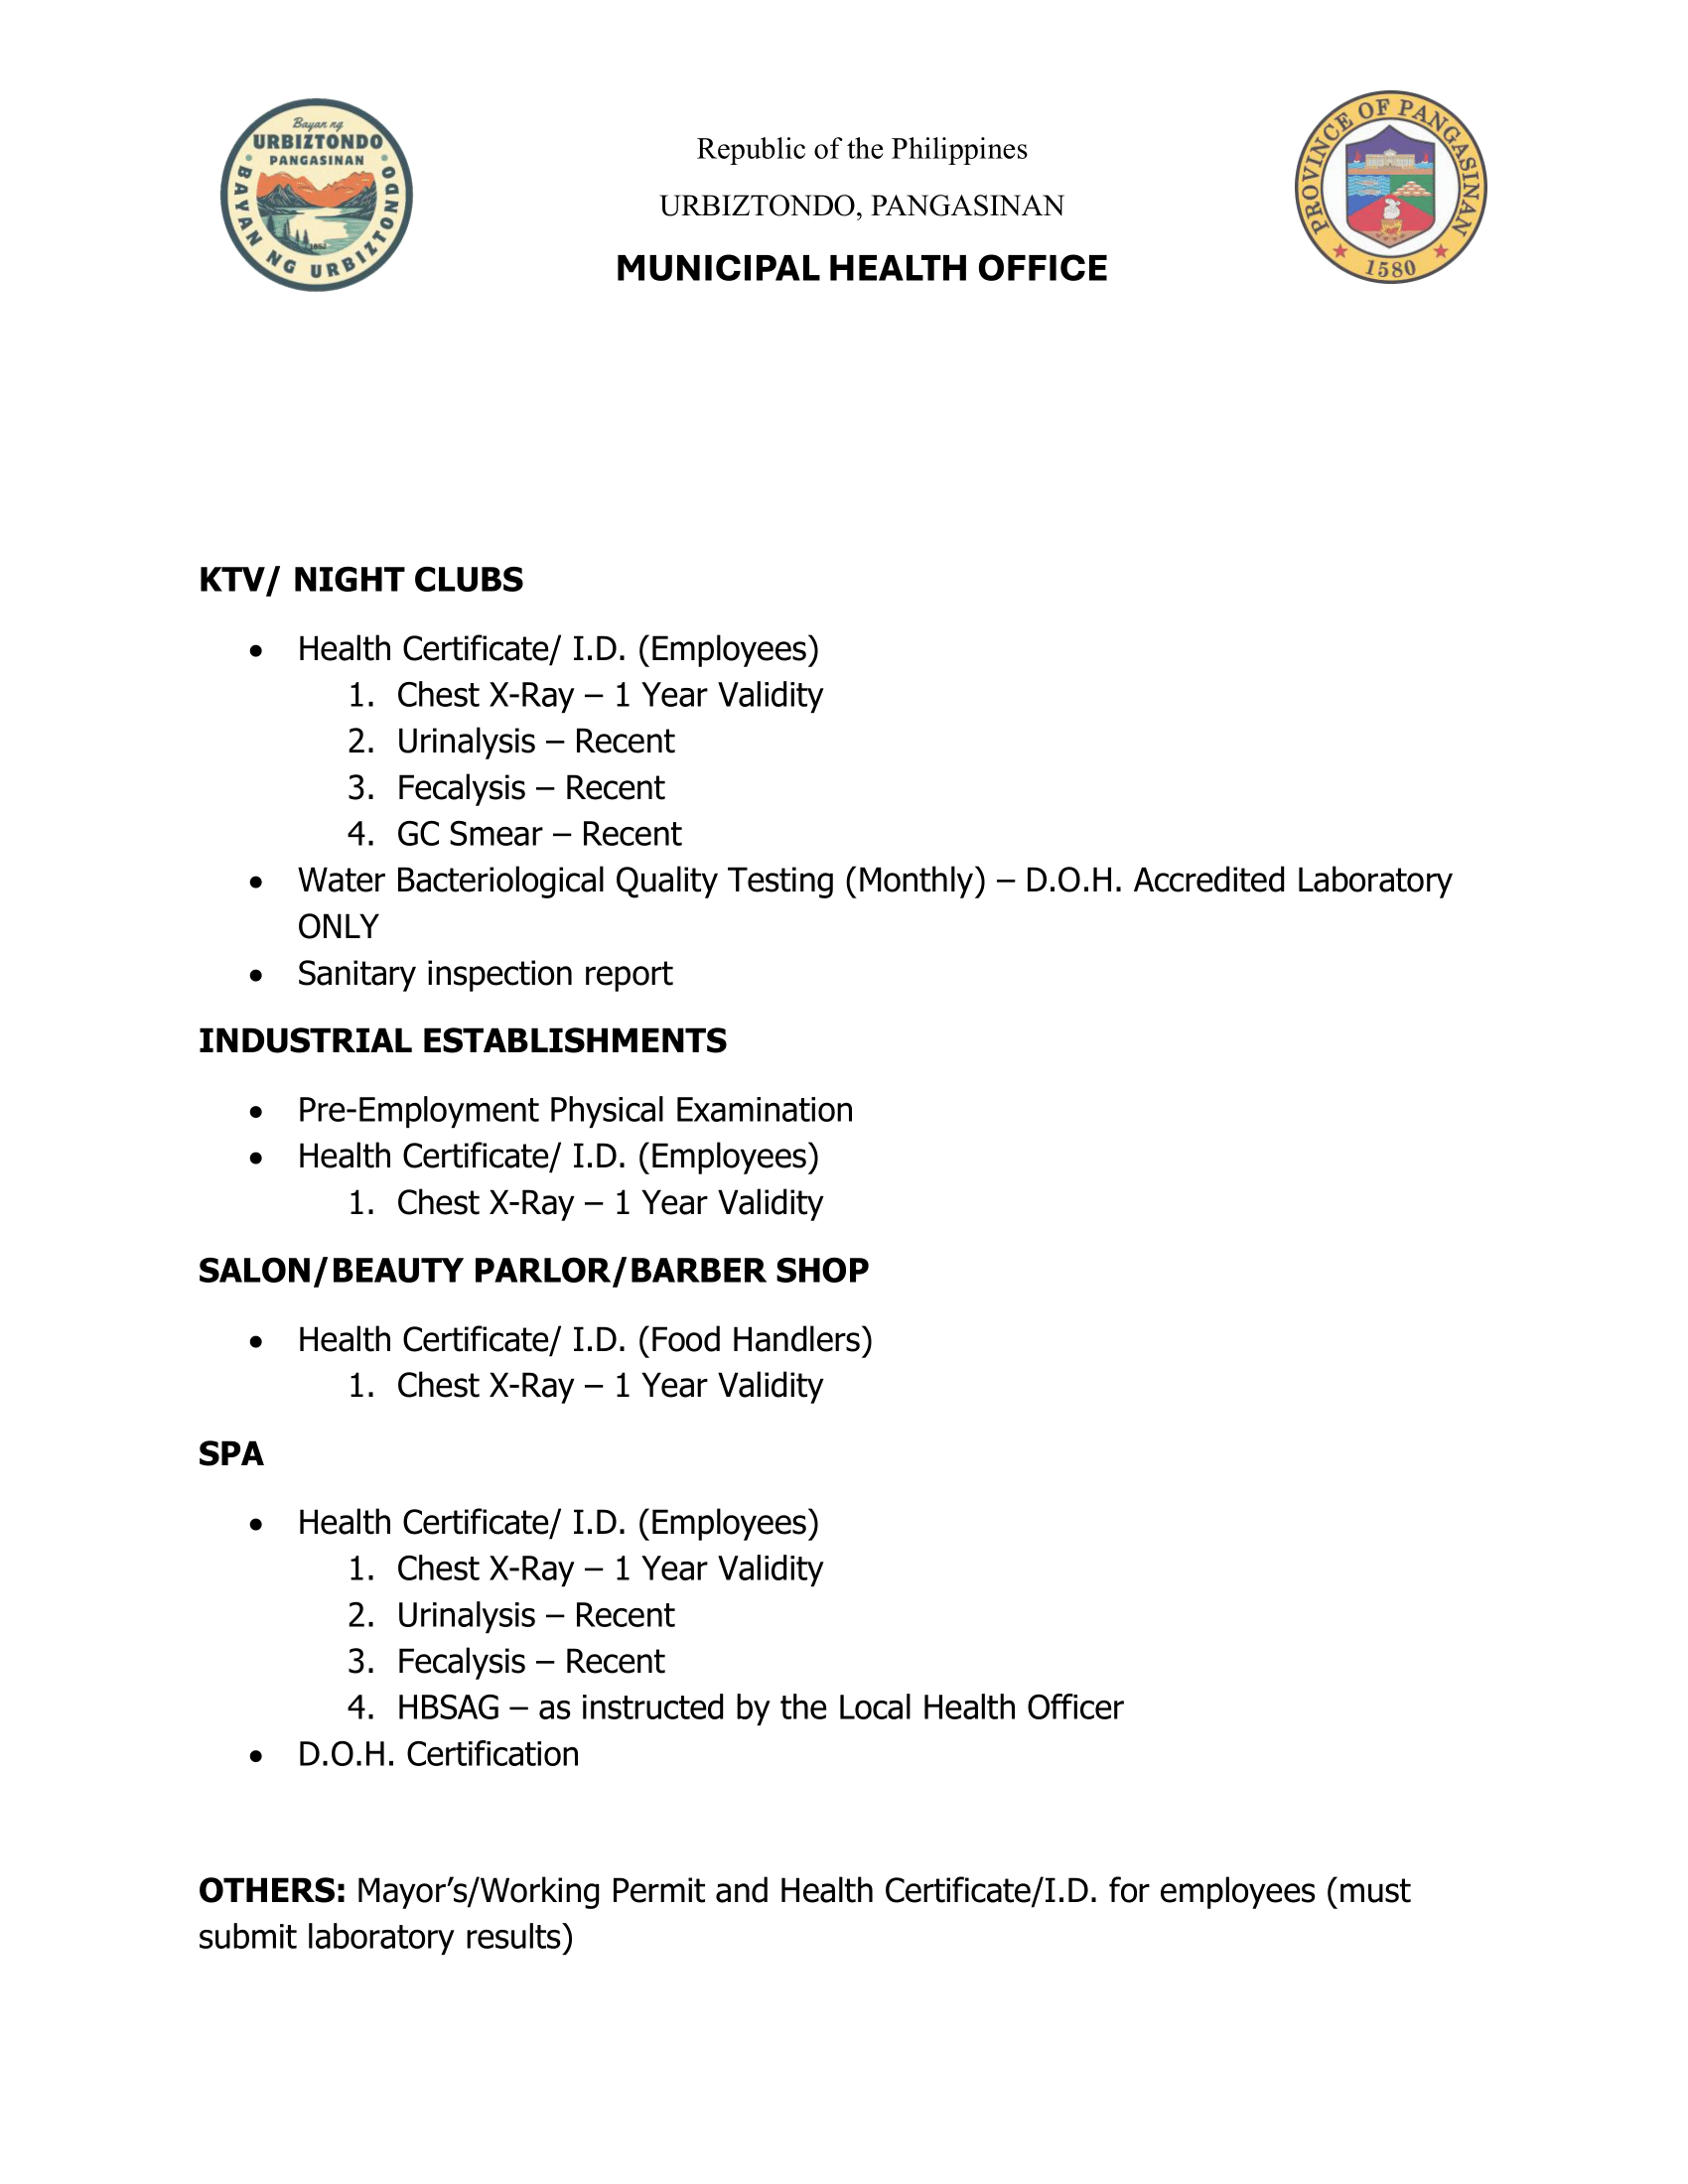 Bayan ng
URBIZTONDO
PANGASINAN
BAYAN NG URBIZTONDO
1852
Republic of the Philippines
URBIZTONDO, PANGASINAN
MUNICIPAL HEALTH OFFICE
PROVINCE OF PANGASINAN
1580
KTV/ NIGHT CLUBS
• Health Certificate/ I.D. (Employees)
1. Chest X-Ray – 1 Year Validity
2. Urinalysis – Recent
3. Fecalysis – Recent
4. GC Smear – Recent
• Water Bacteriological Quality Testing (Monthly) – D.O.H. Accredited Laboratory
ONLY
• Sanitary inspection report
INDUSTRIAL ESTABLISHMENTS
• Pre-Employment Physical Examination
• Health Certificate/ I.D. (Employees)
1. Chest X-Ray – 1 Year Validity
SALON/BEAUTY PARLOR/BARBER SHOP
• Health Certificate/ I.D. (Food Handlers)
1. Chest X-Ray – 1 Year Validity
SPA
• Health Certificate/ I.D. (Employees)
1. Chest X-Ray – 1 Year Validity
2. Urinalysis – Recent
3. Fecalysis – Recent
4. HBSAG – as instructed by the Local Health Officer
• D.O.H. Certification
OTHERS: Mayor’s/Working Permit and Health Certificate/I.D. for employees (must
submit laboratory results)